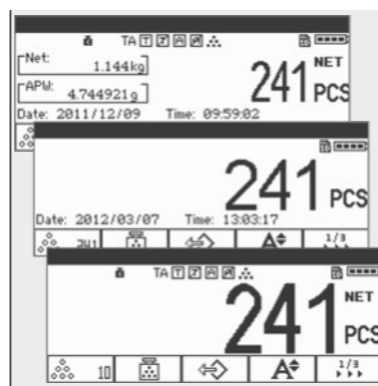 TA T Z A
Net:
1.144kg
241 NET
PCS
APW:
4.744921g
Date: 2011/12/09 Time: 09:59:02
241 PCS
Date: 2012/03/07 Time: 13:03:17
A 1/3
TA T Z A
241 NET
PCS
10 A 1/3